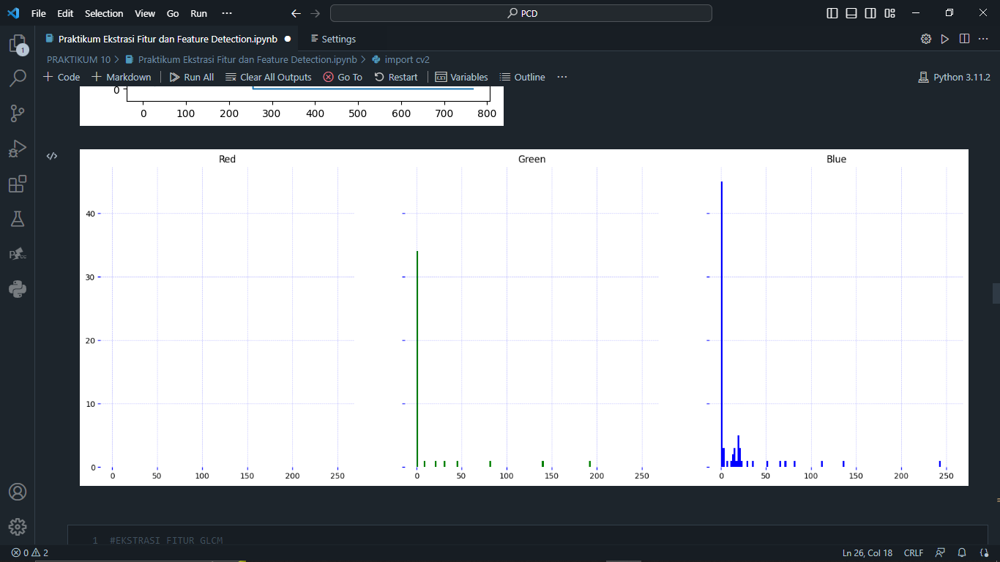 File Edit Selection View Go Run ··· PCD
Praktikum Ekstrasi Fitur dan Feature Detection.ipynb Settings
1
PRAKTIKUM 10 > Praktikum Ekstrasi Fitur dan Feature Detection.ipynb > import cv2
+ Code + Markdown Run All Clear All Outputs Go To Restart Variables Outline ··· Python 3.11.2
0
0 100 200 300 400 500 600 700 800
Red Green Blue
40
30
20
10
0
0 50 100 150 200 250 0 50 100 150 200 250 0 50 100 150 200 250
1 #EKSTRASI FITUR GLCM
0 2 Ln 26, Col 18 CRLF